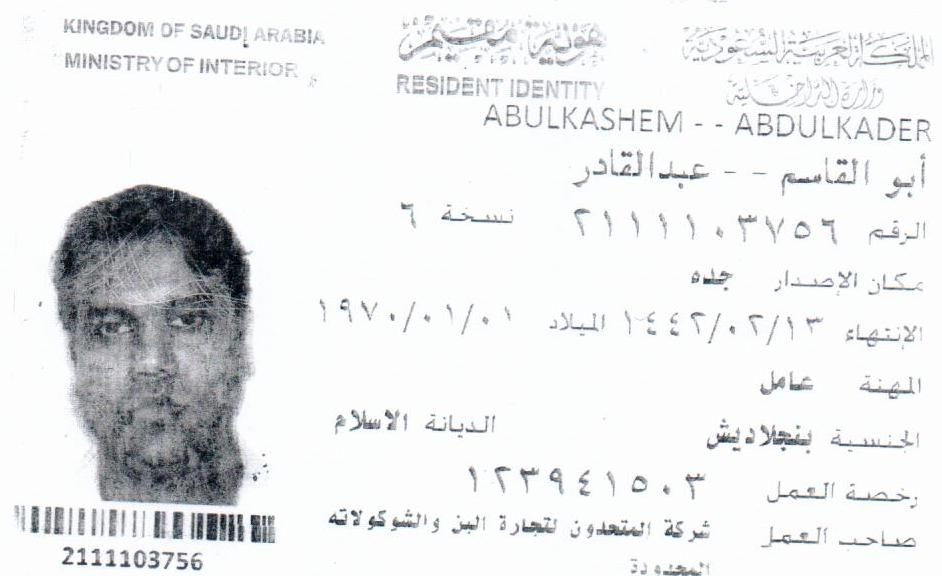 KINGDOM OF SAUDI ARABIA
MINISTRY OF INTERIOR
هوية مقيم
RESIDENT IDENTITY
المملكة العربية السعودية
وزارة الداخلية
ABULKASHEM - - ABDULKADER
أبو القاسم - - عبدالقادر
الرقم ٢١١١١٠٣٧٥٦ نسخة ٦
مكان الإصدار جده
الإنتهاء ١٤٤٢/٠٢/١٣ الميلاد ١٩٧٠/٠١/٠١
المهنة عامل
الجنسية بنجلاديش الديانة الاسلام
رخصة العمل ١٢٣٩٤١٥٠٣
صاحب العمل شركة المتحدون لتجارة البن والشوكولاته
المحدودة
2111103756